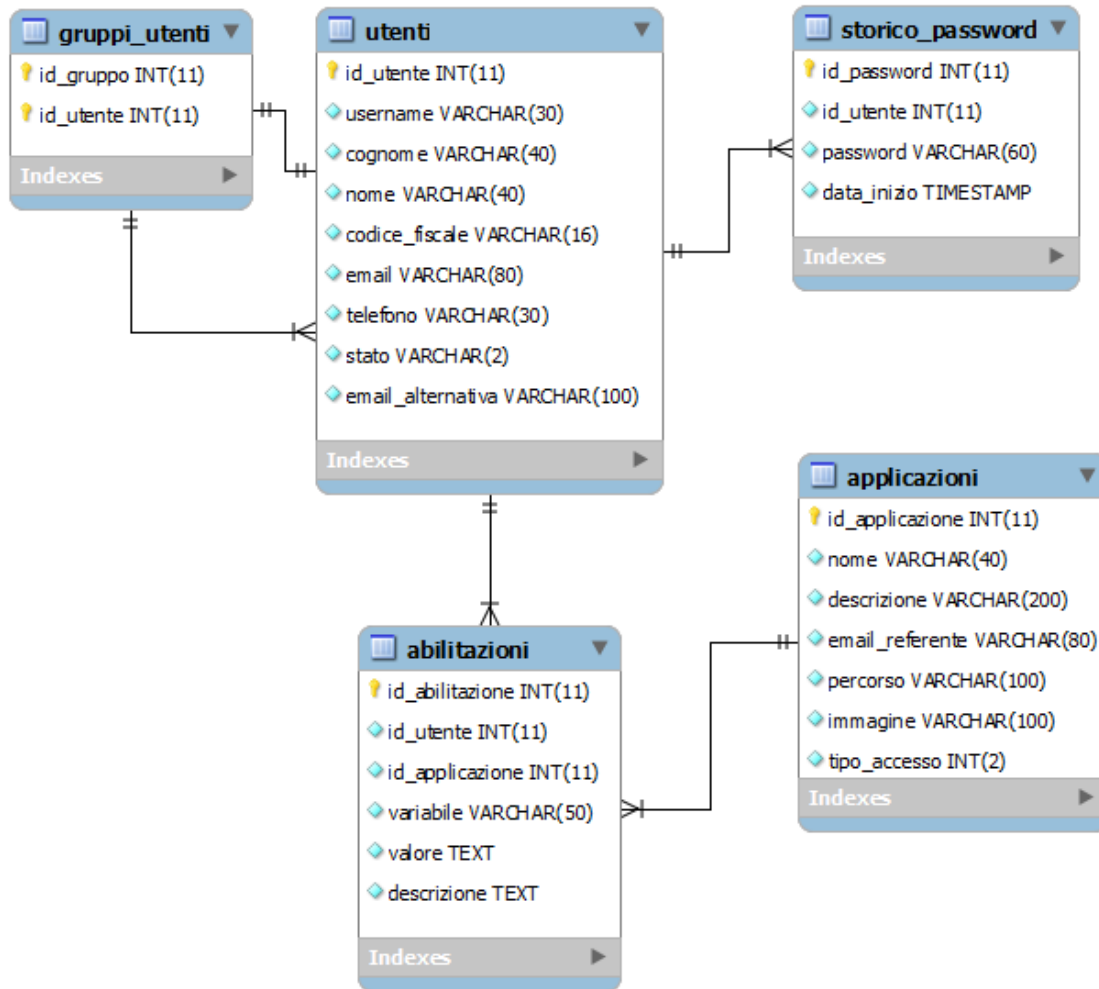 gruppi_utenti
id_gruppo INT(11)
id_utente INT(11)
Indexes
utenti
id_utente INT(11)
username VARCHAR(30)
cognome VARCHAR(40)
nome VARCHAR(40)
codice_fiscale VARCHAR(16)
email VARCHAR(80)
telefono VARCHAR(30)
stato VARCHAR(2)
email_alternativa VARCHAR(100)
Indexes
storico_password
id_password INT(11)
id_utente INT(11)
password VARCHAR(60)
data_inizio TIMESTAMP
Indexes
abilitazioni
id_abilitazione INT(11)
id_utente INT(11)
id_applicazione INT(11)
variabile VARCHAR(50)
valore TEXT
descrizione TEXT
Indexes
applicazioni
id_applicazione INT(11)
nome VARCHAR(40)
descrizione VARCHAR(200)
email_referente VARCHAR(80)
percorso VARCHAR(100)
immagine VARCHAR(100)
tipo_accesso INT(2)
Indexes